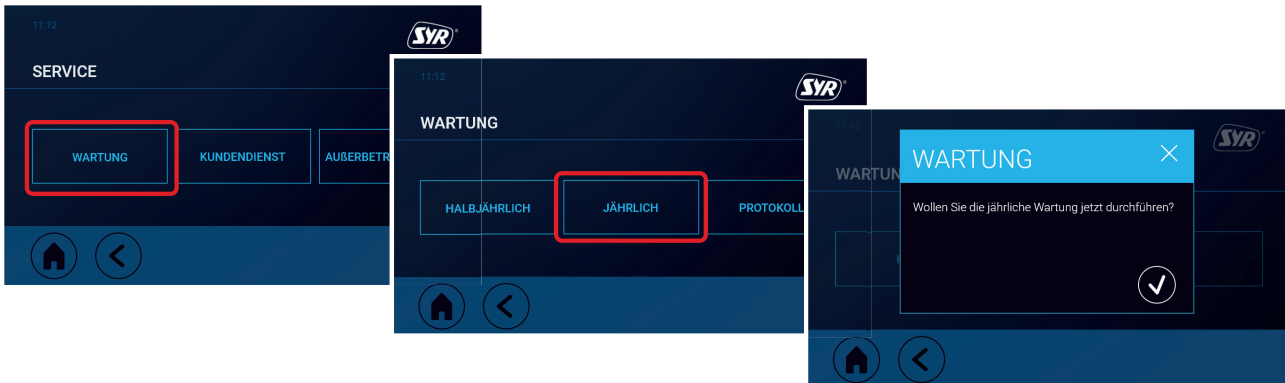 11:12
SYR®
SERVICE
WARTUNG
KUNDENDIENST
AUßERBETR
11:12
SYR®
WARTUNG
HALBJÄHRLICH
JÄHRLICH
PROTOKOLL
SYR®
WARTUN
WARTUNG
Wollen Sie die jährliche Wartung jetzt durchführen?